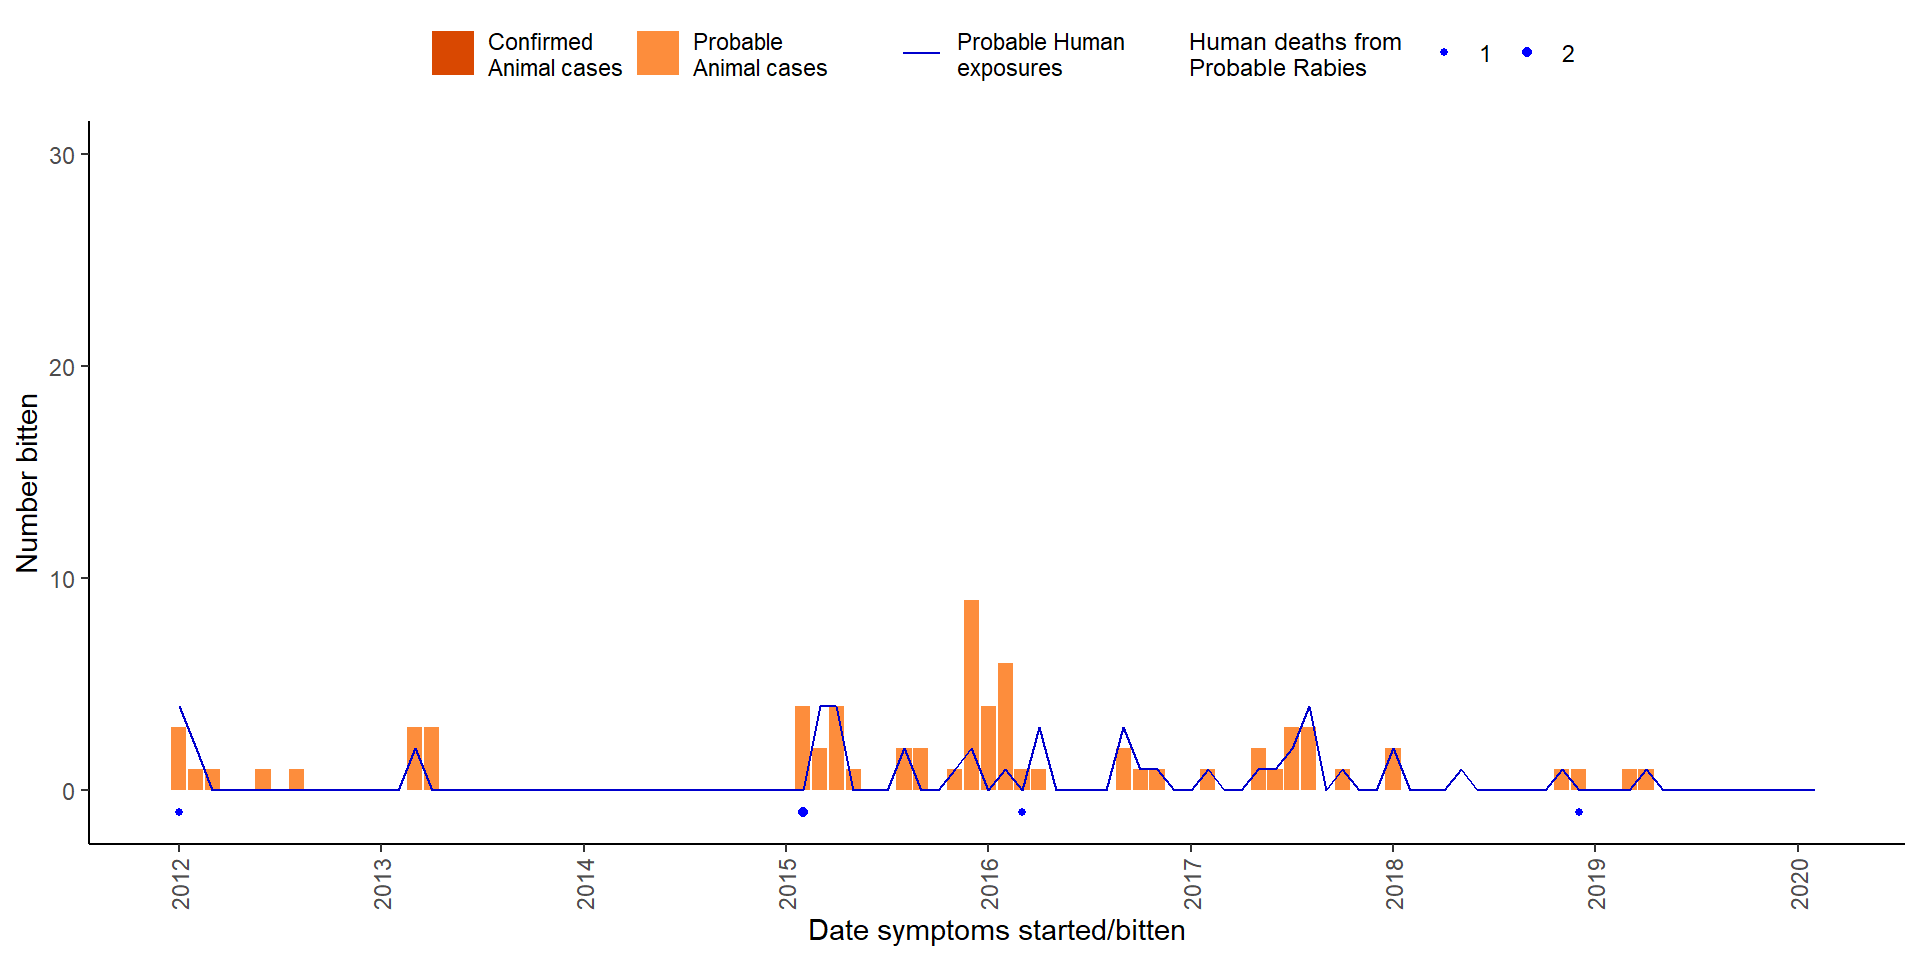 Confirmed
Animal cases
Probable
Animal cases
Probable Human
exposures
Human deaths from
Probable Rabies
1
2
30
20
10
0
Number bitten
2012
2013
2014
2015
2016
2017
2018
2019
2020
Date symptoms started/bitten